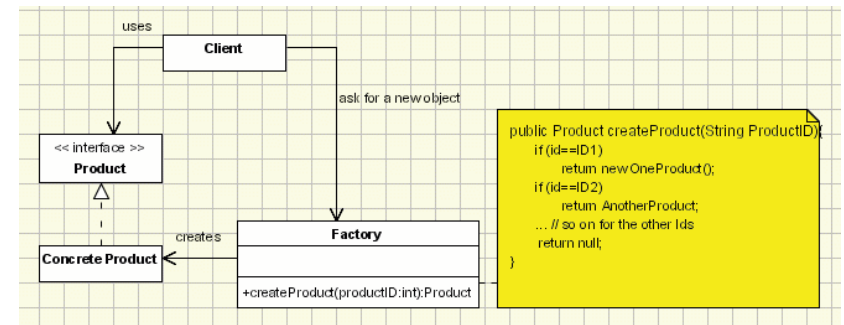 uses
Client
ask for a new object
<< interface >>
Product
public Product createProduct(String ProductID){
if(id==ID1)
return new OneProduct();
if(id==ID2)
return AnotherProduct;
... // so on for the other Ids
return null;
}
creates
Factory
Concrete Product
+createProduct(productID:int):Product